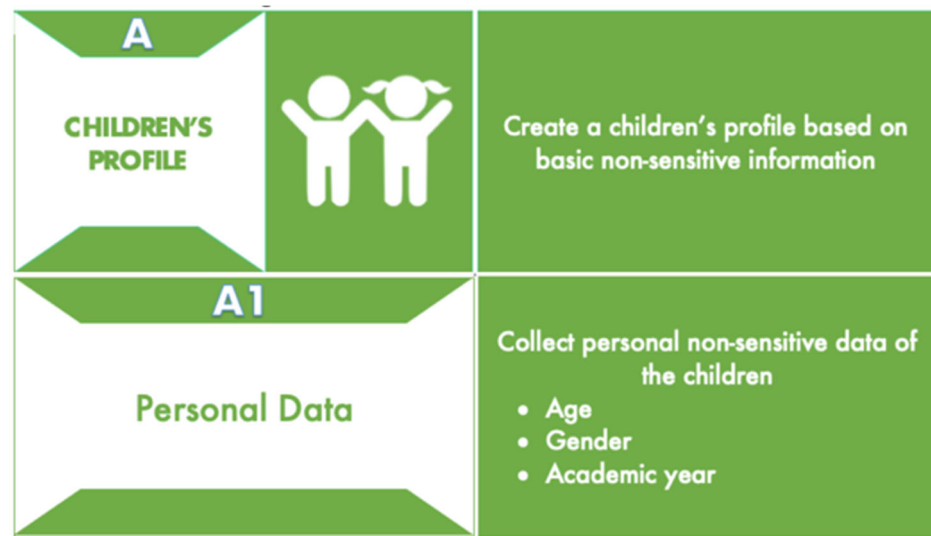 A
CHILDREN'S
PROFILE
Create a children's profile based on
basic non-sensitive information
A1
Personal Data
Collect personal non-sensitive data of
the children
• Age
• Gender
• Academic year